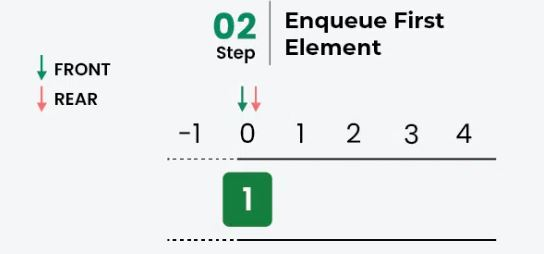 02
Step
Enqueue First
Element
FRONT
REAR
-1 0 1 2 3 4
1